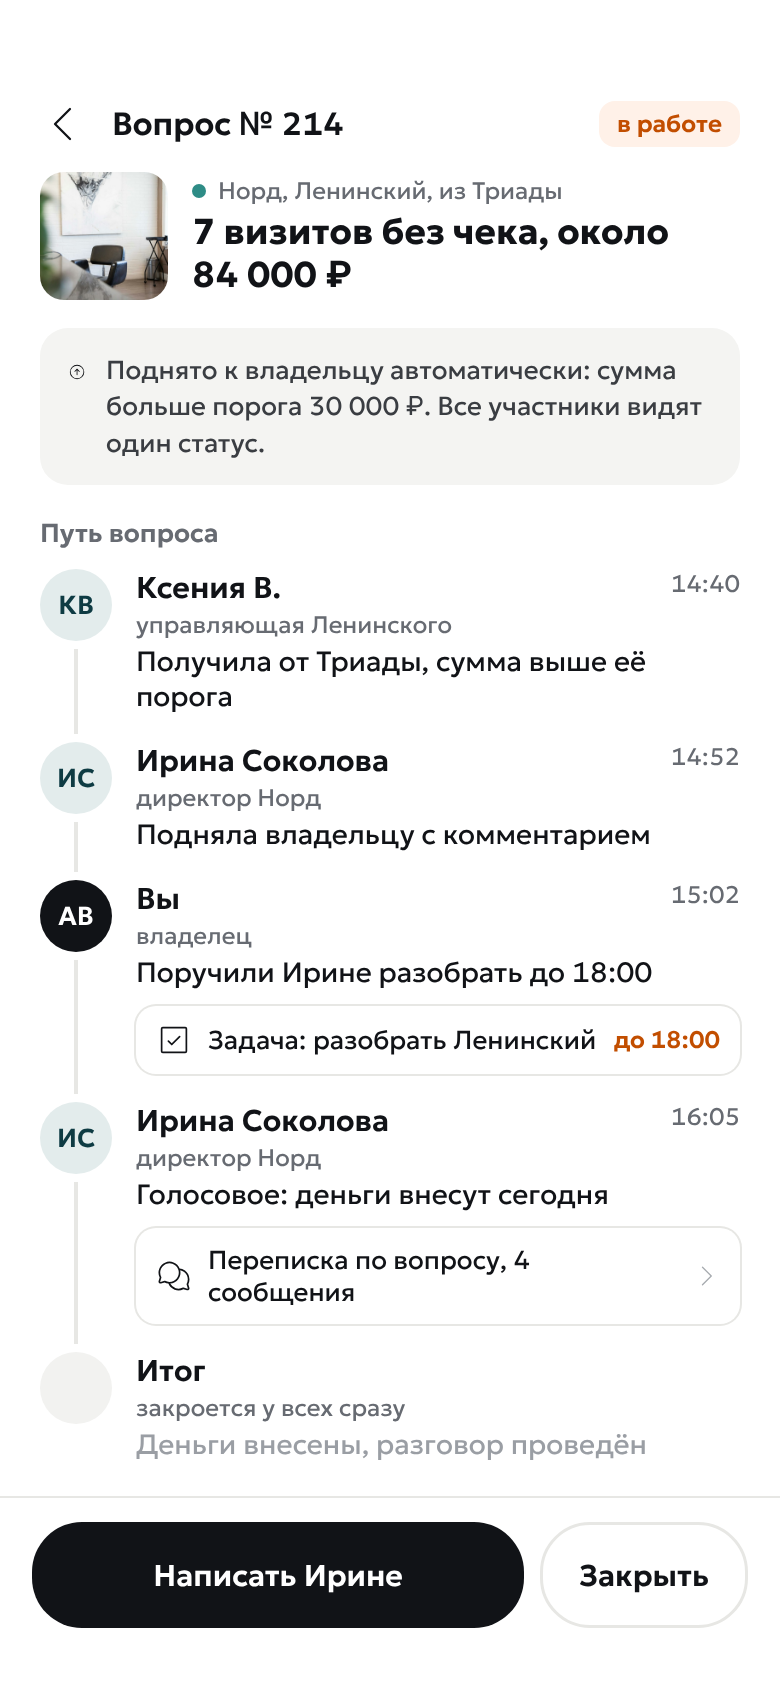 Вопрос № 214
в работе
Норд, Ленинский, из Триады
7 визитов без чека, около
84 000 ₽
Поднято к владельцу автоматически: сумма
больше порога 30 000 ₽. Все участники видят
один статус.
Путь вопроса
КВ
Ксения В.
14:40
управляющая Ленинского
Получила от Триады, сумма выше её
порога
ИС
Ирина Соколова
14:52
директор Норд
Подняла владельцу с комментарием
АВ
Вы
15:02
владелец
Поручили Ирине разобрать до 18:00
Задача: разобрать Ленинский
до 18:00
ИС
Ирина Соколова
16:05
директор Норд
Голосовое: деньги внесут сегодня
Переписка по вопросу, 4
сообщения
Итог
закроется у всех сразу
Деньги внесены, разговор проведён
Написать Ирине
Закрыть